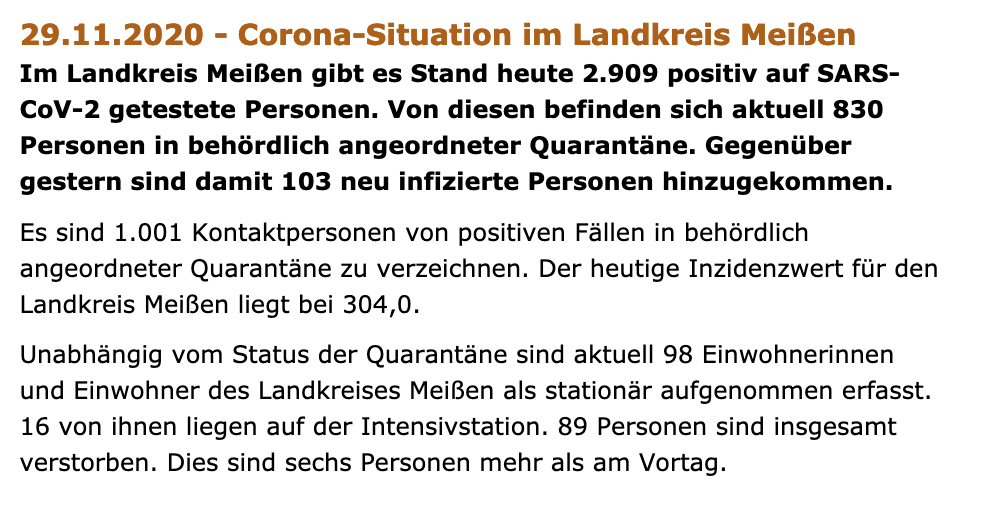 29.11.2020 - Corona-Situation im Landkreis Meißen
Im Landkreis Meißen gibt es Stand heute 2.909 positiv auf SARS-
CoV-2 getestete Personen. Von diesen befinden sich aktuell 830
Personen in behördlich angeordneter Quarantäne. Gegenüber
gestern sind damit 103 neu infizierte Personen hinzugekommen.
Es sind 1.001 Kontaktpersonen von positiven Fällen in behördlich
angeordneter Quarantäne zu verzeichnen. Der heutige Inzidenzwert für den
Landkreis Meißen liegt bei 304,0.
Unabhängig vom Status der Quarantäne sind aktuell 98 Einwohnerinnen
und Einwohner des Landkreises Meißen als stationär aufgenommen erfasst.
16 von ihnen liegen auf der Intensivstation. 89 Personen sind insgesamt
verstorben. Dies sind sechs Personen mehr als am Vortag.